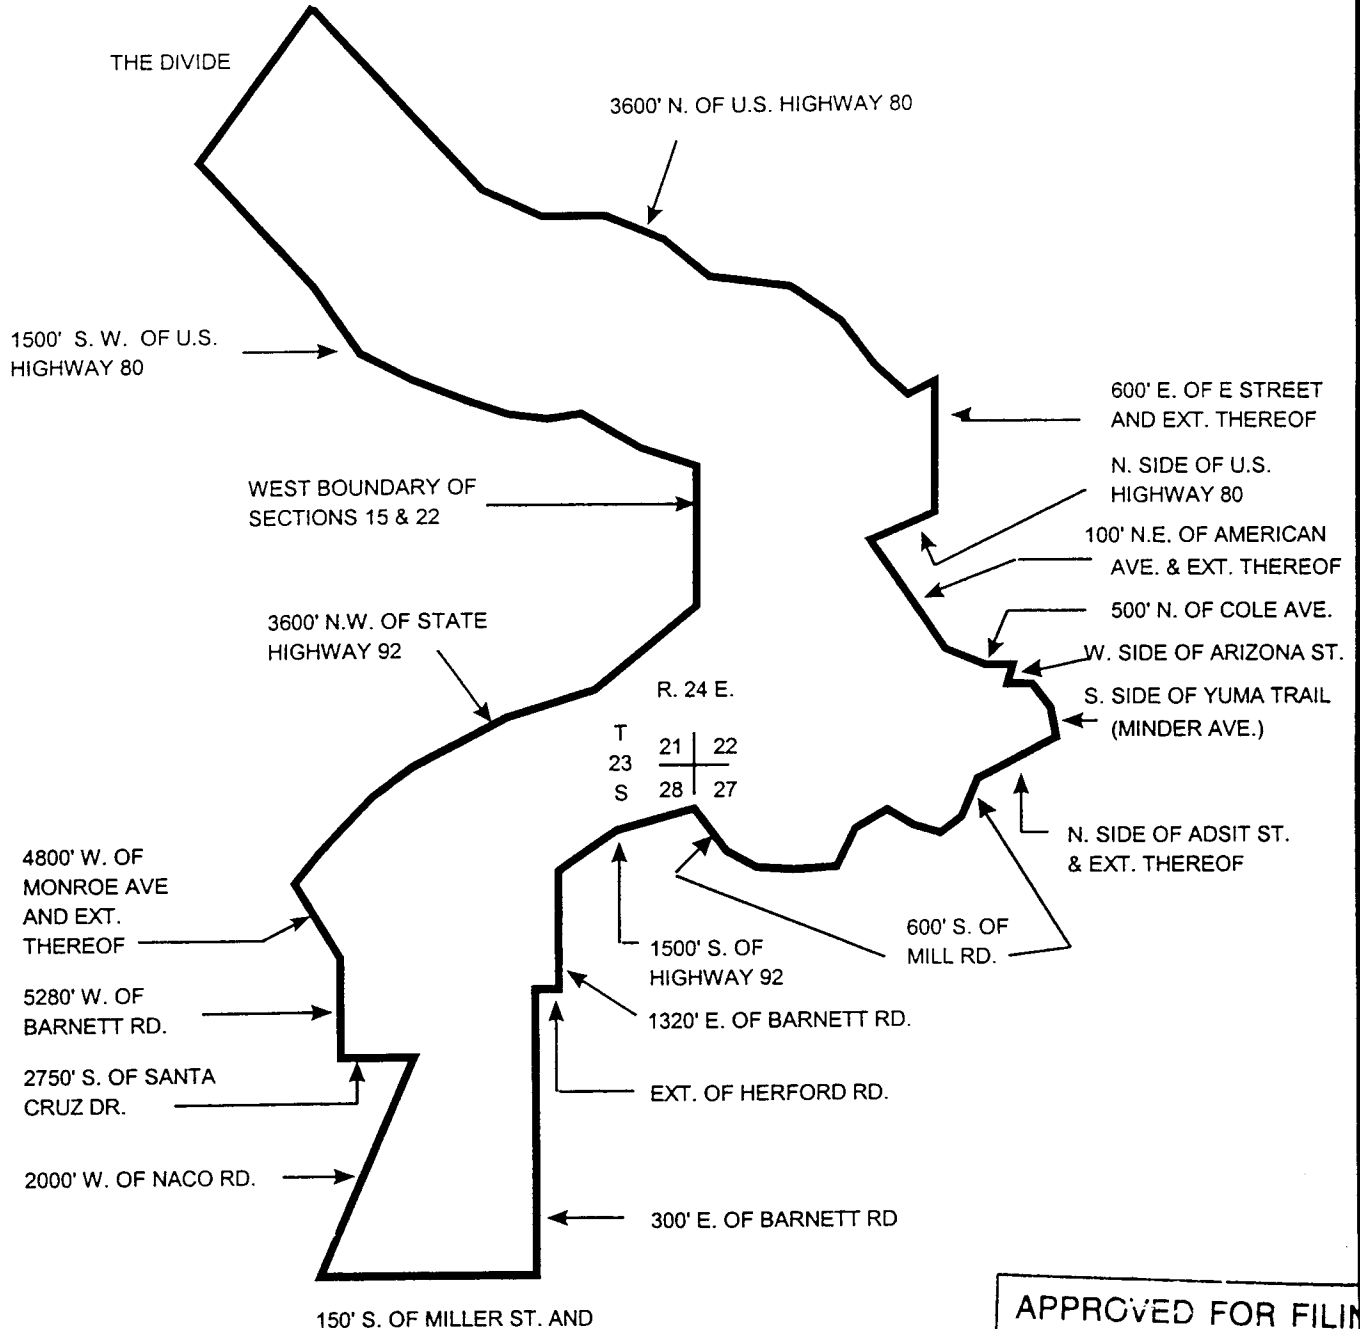 THE DIVIDE
3600' N. OF U.S. HIGHWAY 80
1500' S. W. OF U.S.
HIGHWAY 80
600' E. OF E STREET
AND EXT. THEREOF
N. SIDE OF U.S.
HIGHWAY 80
WEST BOUNDARY OF
SECTIONS 15 & 22
100' N.E. OF AMERICAN
AVE. & EXT. THEREOF
500' N. OF COLE AVE.
3600' N.W. OF STATE
HIGHWAY 92
W. SIDE OF ARIZONA ST.
R. 24 E.
S. SIDE OF YUMA TRAIL
(MINDER AVE.)
T
23
S
21 22
28 27
N. SIDE OF ADSIT ST.
& EXT. THEREOF
4800' W. OF
MONROE AVE
AND EXT.
THEREOF
600' S. OF
MILL RD.
1500' S. OF
HIGHWAY 92
5280' W. OF
BARNETT RD.
1320' E. OF BARNETT RD.
2750' S. OF SANTA
CRUZ DR.
EXT. OF HERFORD RD.
2000' W. OF NACO RD.
300' E. OF BARNETT RD
150' S. OF MILLER ST. AND
APPROVED FOR FILIN